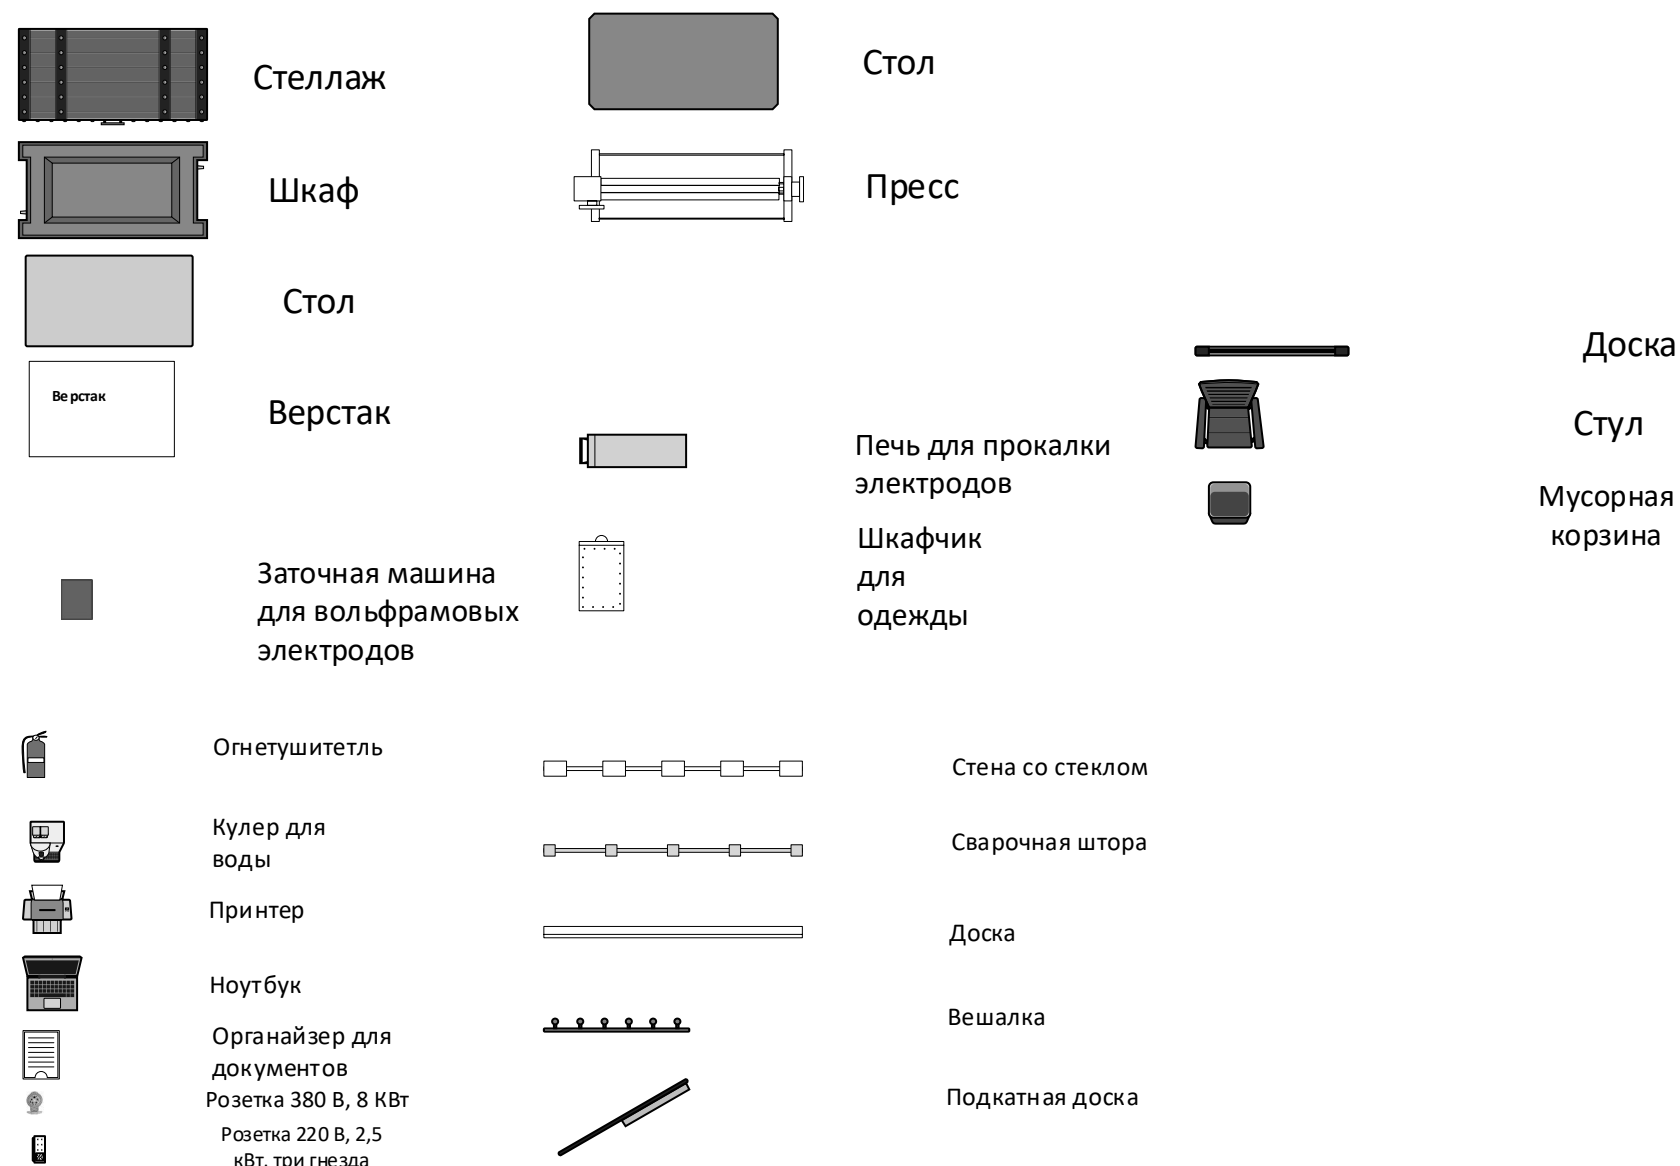 Стеллаж
Стол
Шкаф
Пресс
Стол
Доска
Верстак
Верстак
Стул
Печь для прокалки
электродов
Мусорная
корзина
Шкафчик
для
одежды
Заточная машина
для вольфрамовых
электродов
Огнетушитетль
Стена со стеклом
Кулер для
воды
Сварочная штора
Принтер
Доска
Ноутбук
Вешалка
Органайзер для
документов
Подкатная доска
Розетка 380 В, 8 КВт
Розетка 220 В, 2,5
кВт, три гнезда